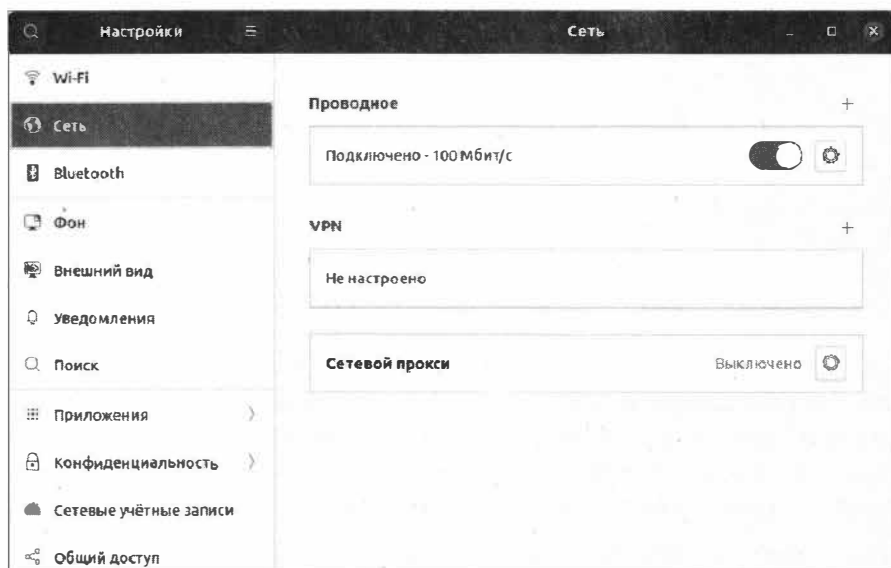 Настройки
Сеть
Wi-Fi
Сеть
Bluetooth
Фон
Внешний вид
Уведомления
Поиск
Приложения
Конфиденциальность
Сетевые учётные записи
Общий доступ
Проводное
Подключено - 100 Мбит/с
VPN
Не настроено
Сетевой прокси
Выключено